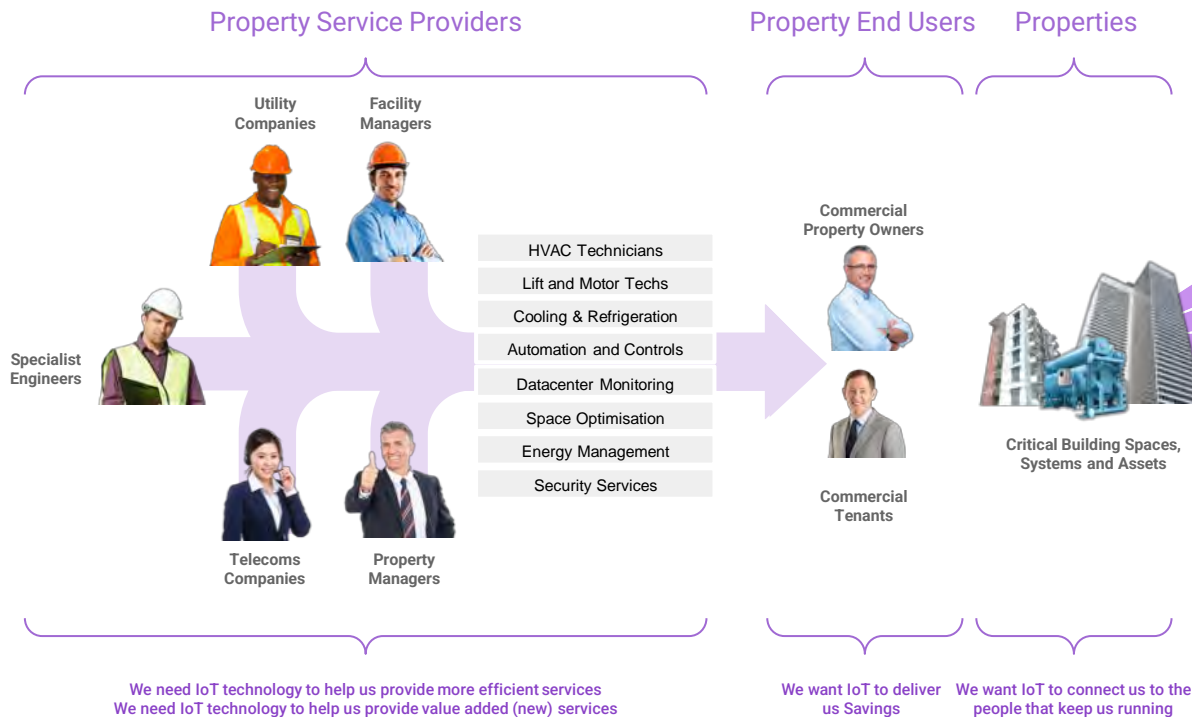 Property Service Providers
Property End Users
Properties
Utility
Companies
Facility
Managers
Specialist
Engineers
Telecoms
Companies
Property
Managers
HVAC Technicians
Lift and Motor Techs
Cooling & Refrigeration
Automation and Controls
Datacenter Monitoring
Space Optimisation
Energy Management
Security Services
Commercial
Property Owners
Commercial
Tenants
Critical Building Spaces,
Systems and Assets
We need IoT technology to help us provide more efficient services
We need IoT technology to help us provide value added (new) services
We want IoT to deliver
us Savings
We want IoT to connect us to the
people that keep us running